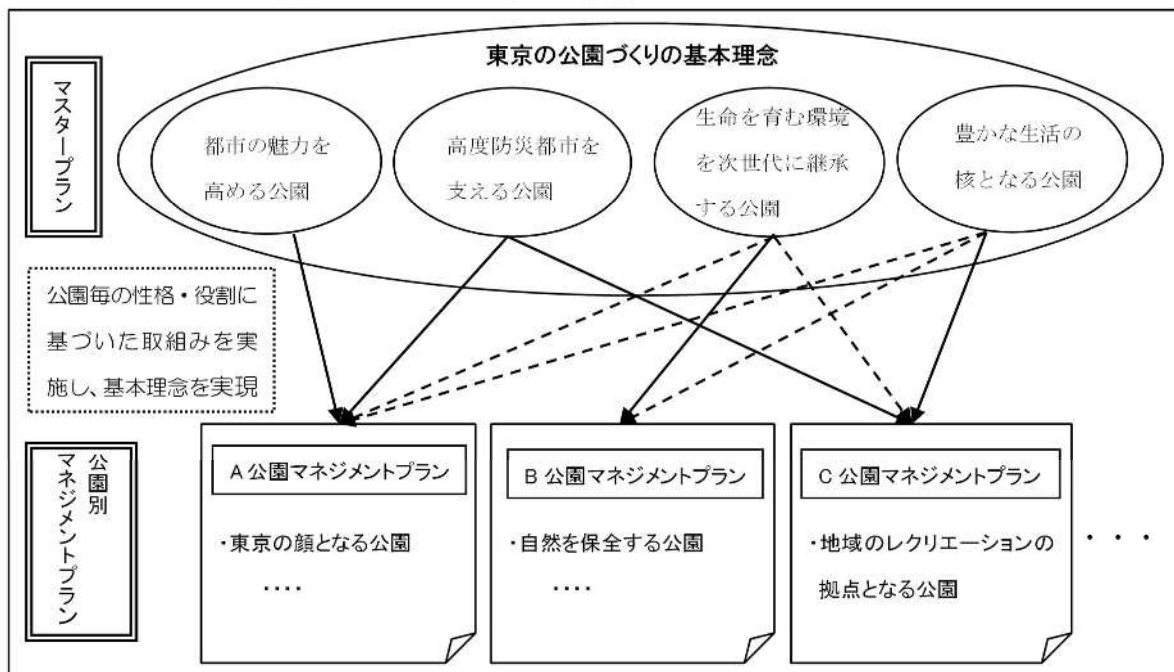 東京の公園づくりの基本理念
マスタープラン
都市の魅力を
高める公園
高度防災都市を
支える公園
生命を育む環境
を次世代に継承
する公園
豊かな生活の
核となる公園
公園毎の性格・役割に
基づいた取組みを実
施し、基本理念を実現
公園別
マネジメントプラン
A 公園マネジメントプラン
・東京の顔となる公園
････
B 公園マネジメントプラン
・自然を保全する公園
････
C 公園マネジメントプラン
・地域のレクリエーションの
拠点となる公園
・・・